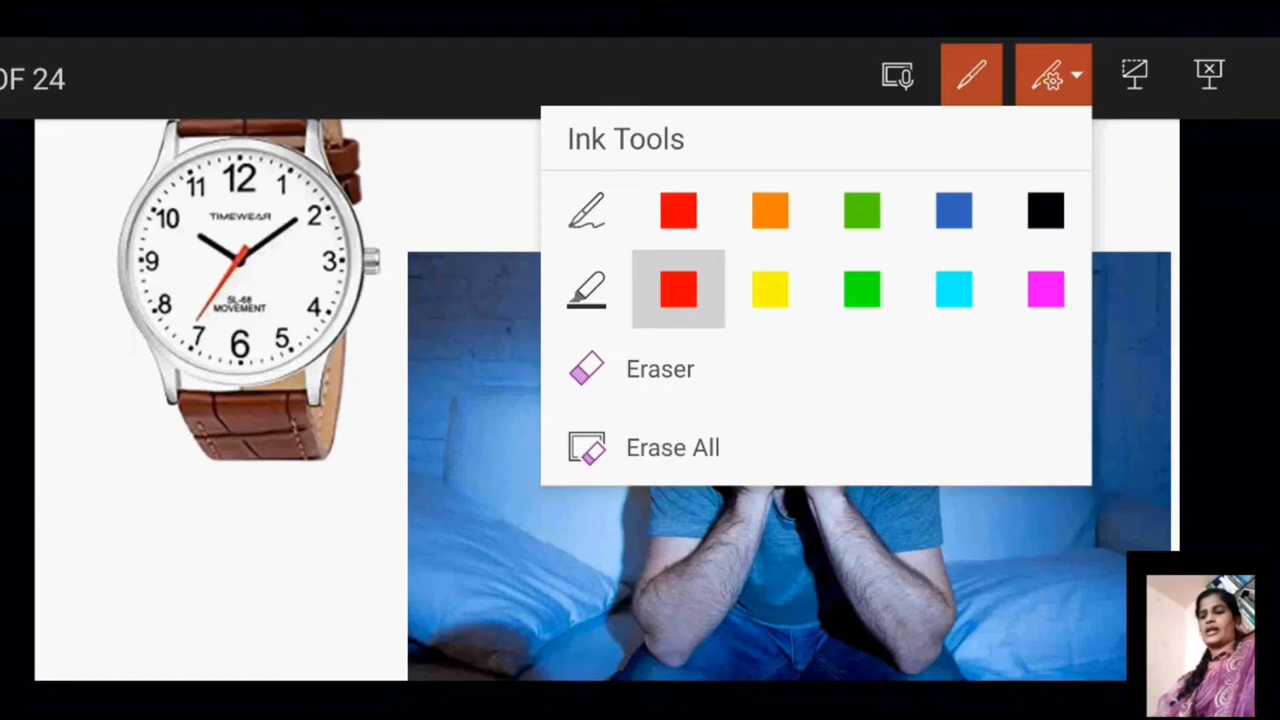 OF 24
Ink Tools
Eraser
Erase All
12
11 1
TIMEWEAR
10 2
9 3
SL-68
MOVEMENT
8 4
7 5
6